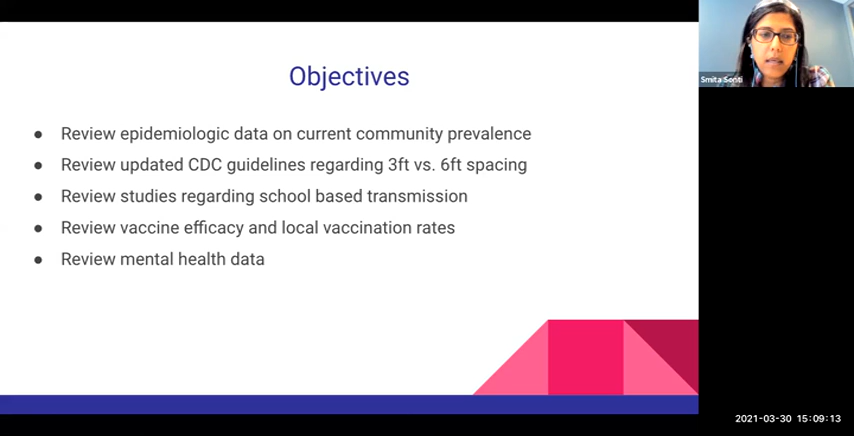 Objectives
● Review epidemiologic data on current community prevalence
● Review updated CDC guidelines regarding 3ft vs. 6ft spacing
● Review studies regarding school based transmission
● Review vaccine efficacy and local vaccination rates
● Review mental health data
Smita Sonti
2021-03-30 15:09:13